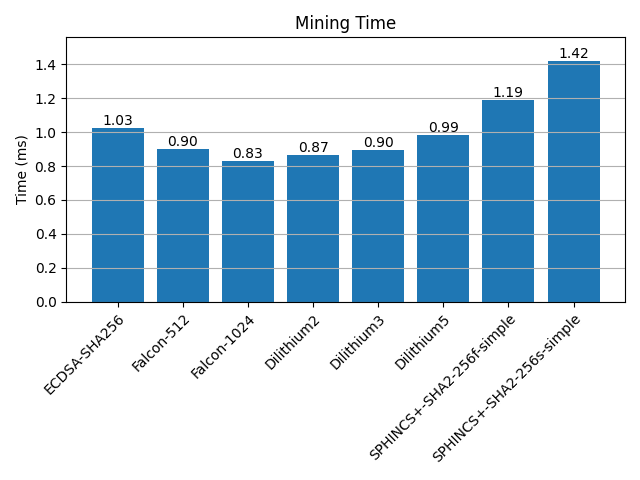 Mining Time
Time (ms)
1.4
1.2
1.0
0.8
0.6
0.4
0.2
0.0
1.03
0.90
0.83
0.87
0.90
0.99
1.19
1.42
ECDSA-SHA256
Falcon-512
Falcon-1024
Dilithium2
Dilithium3
Dilithium5
SPHINCS+-SHA2-256f-simple
SPHINCS+-SHA2-256s-simple